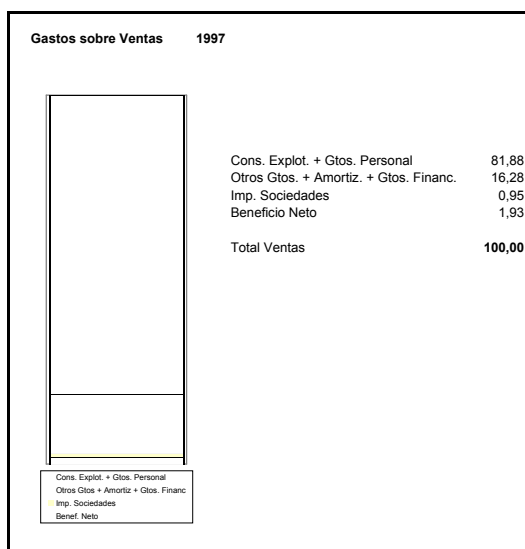 Gastos sobre Ventas 1997
Cons. Explot. + Gtos. Personal 81,88
Otros Gtos. + Amortiz. + Gtos. Financ. 16,28
Imp. Sociedades 0,95
Beneficio Neto 1,93
Total Ventas 100,00
Cons. Explot. + Gtos. Personal
Otros Gtos + Amortiz + Gtos. Financ
Imp. Sociedades
Benef. Neto